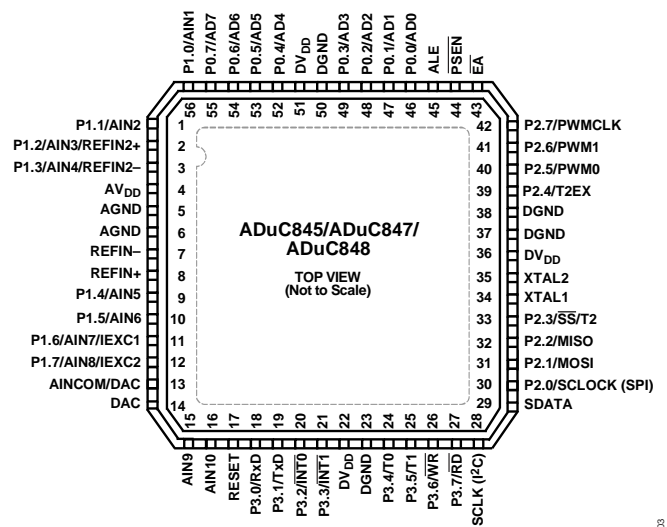 P1.0/AIN1
P0.7/AD7
P0.6/AD6
P0.5/AD5
P0.4/AD4
DVDD
DGND
P0.3/AD3
P0.2/AD2
P0.1/AD1
P0.0/AD0
ALE
PSEN
EA
56
55
54
53
52
51
50
49
48
47
46
45
44
43
P1.1/AIN2 1
P1.2/AIN3/REFIN2+ 2
P1.3/AIN4/REFIN2– 3
AVDD 4
AGND 5
AGND 6
REFIN– 7
REFIN+ 8
P1.4/AIN5 9
P1.5/AIN6 10
P1.6/AIN7/IEXC1 11
P1.7/AIN8/IEXC2 12
AINCOM/DAC 13
DAC 14
ADuC845/ADuC847/
ADuC848
TOP VIEW
(Not to Scale)
42 P2.7/PWMCLK
41 P2.6/PWM1
40 P2.5/PWM0
39 P2.4/T2EX
38 DGND
37 DGND
36 DVDD
35 XTAL2
34 XTAL1
33 P2.3/SS/T2
32 P2.2/MISO
31 P2.1/MOSI
30 P2.0/SCLOCK (SPI)
29 SDATA
15
16
17
18
19
20
21
22
23
24
25
26
27
28
AIN9
AIN10
RESET
P3.0/RxD
P3.1/TxD
P3.2/INT0
P3.3/INT1
DVDD
DGND
P3.4/T0
P3.5/T1
P3.6/WR
P3.7/RD
SCLK (I2C)